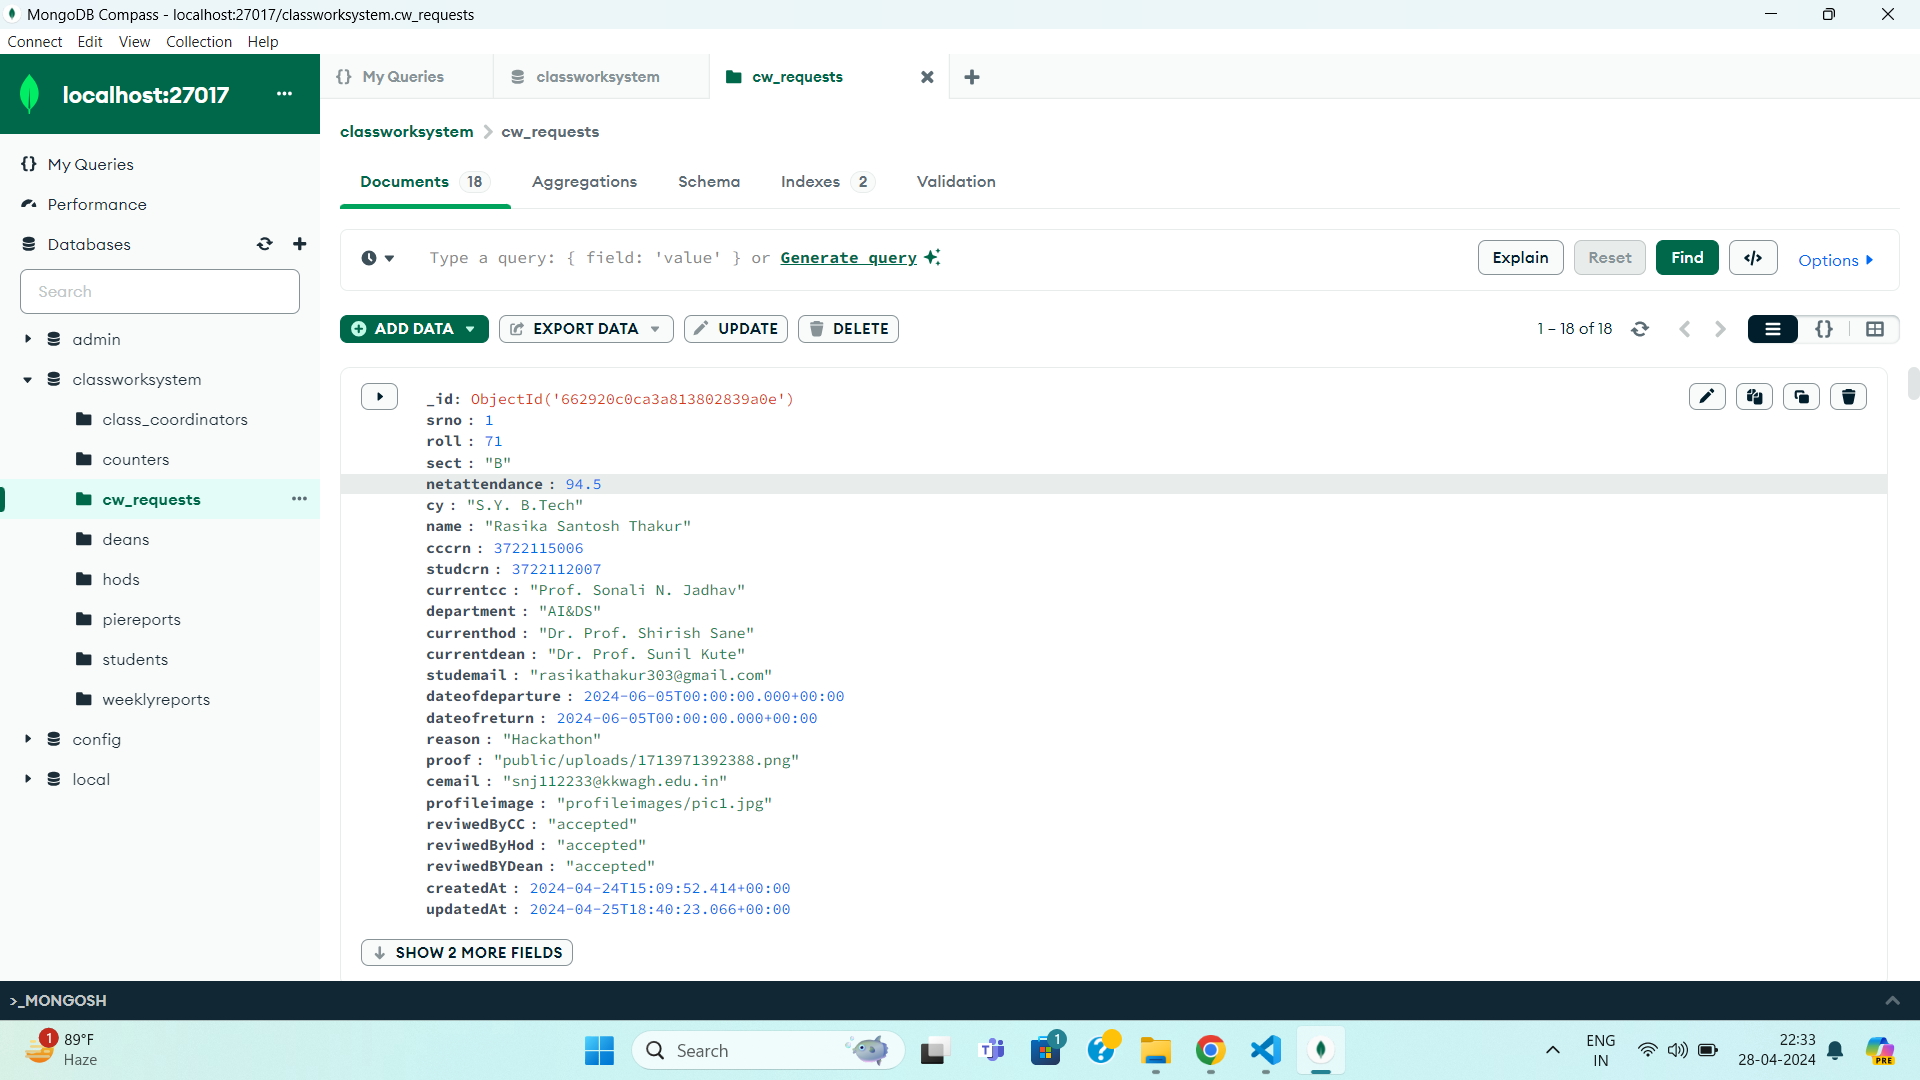 MongoDB Compass - localhost:27017/classworksystem.cw_requests
Connect Edit View Collection Help
localhost:27017 ...
My Queries
Performance
Databases
Search
admin
classworksystem
class_coordinators
counters
cw_requests ...
deans
hods
piereports
students
weeklyreports
config
local
{} My Queries
classworksystem
cw_requests
classworksystem > cw_requests
Documents 18 Aggregations Schema Indexes 2 Validation
Type a query: { field: 'value' } or Generate query
Explain Reset Find </> Options
ADD DATA EXPORT DATA UPDATE DELETE
1 – 18 of 18 {}
_id: ObjectId('662920c0ca3a813802839a0e')
srno : 1
roll : 71
sect : "B"
netattendance : 94.5
cy : "S.Y. B.Tech"
name : "Rasika Santosh Thakur"
cccrn : 3722115006
studcrn : 3722112007
currentcc : "Prof. Sonali N. Jadhav"
department : "AI&DS"
currenthod : "Dr. Prof. Shirish Sane"
currentdean : "Dr. Prof. Sunil Kute"
studemail : "rasikathakur303@gmail.com"
dateofdeparture : 2024-06-05T00:00:00.000+00:00
dateofreturn : 2024-06-05T00:00:00.000+00:00
reason : "Hackathon"
proof : "public/uploads/1713971392388.png"
cemail : "snj112233@kkwagh.edu.in"
profileimage : "profileimages/pic1.jpg"
reviwedByCC : "accepted"
reviwedByHod : "accepted"
reviwedBYDean : "accepted"
createdAt : 2024-04-24T15:09:52.414+00:00
updatedAt : 2024-04-25T18:40:23.066+00:00
SHOW 2 MORE FIELDS
>_MONGOSH
1 89°F
Haze
Search
1
ENG
IN
22:33
28-04-2024
PRE